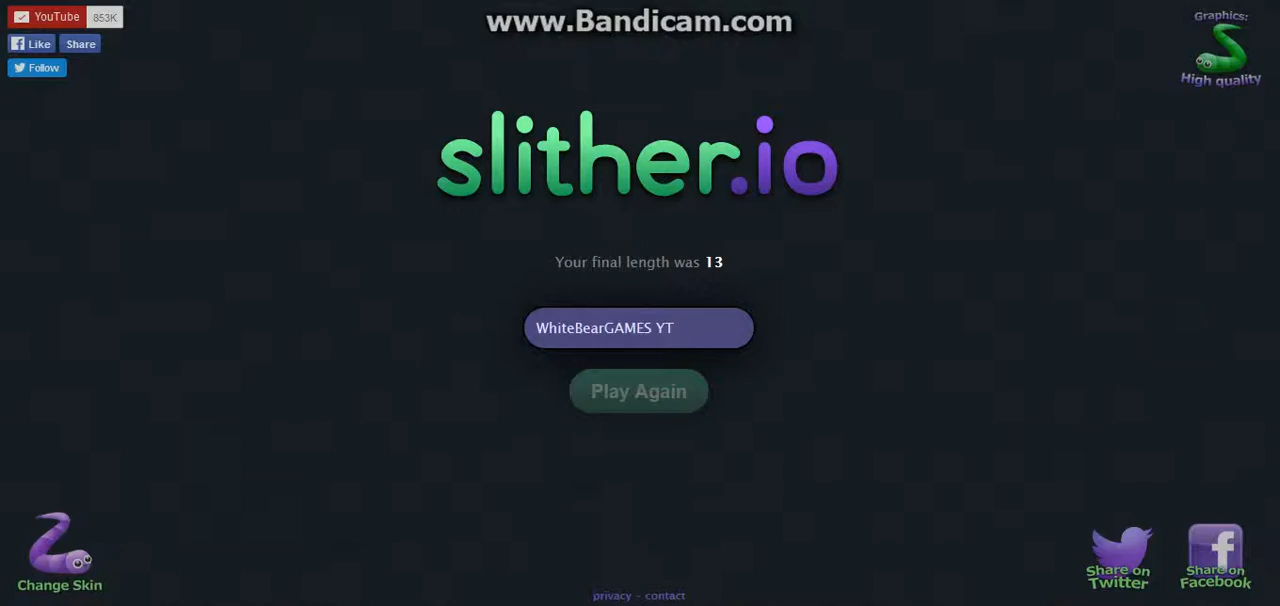 www.Bandicam.com
YouTube 853K
Like Share
Follow
Graphics:
High quality
slither.io
Your final length was 13
WhiteBearGAMES YT
Play Again
Change Skin
Share on
Twitter
Share on
Facebook
privacy - contact